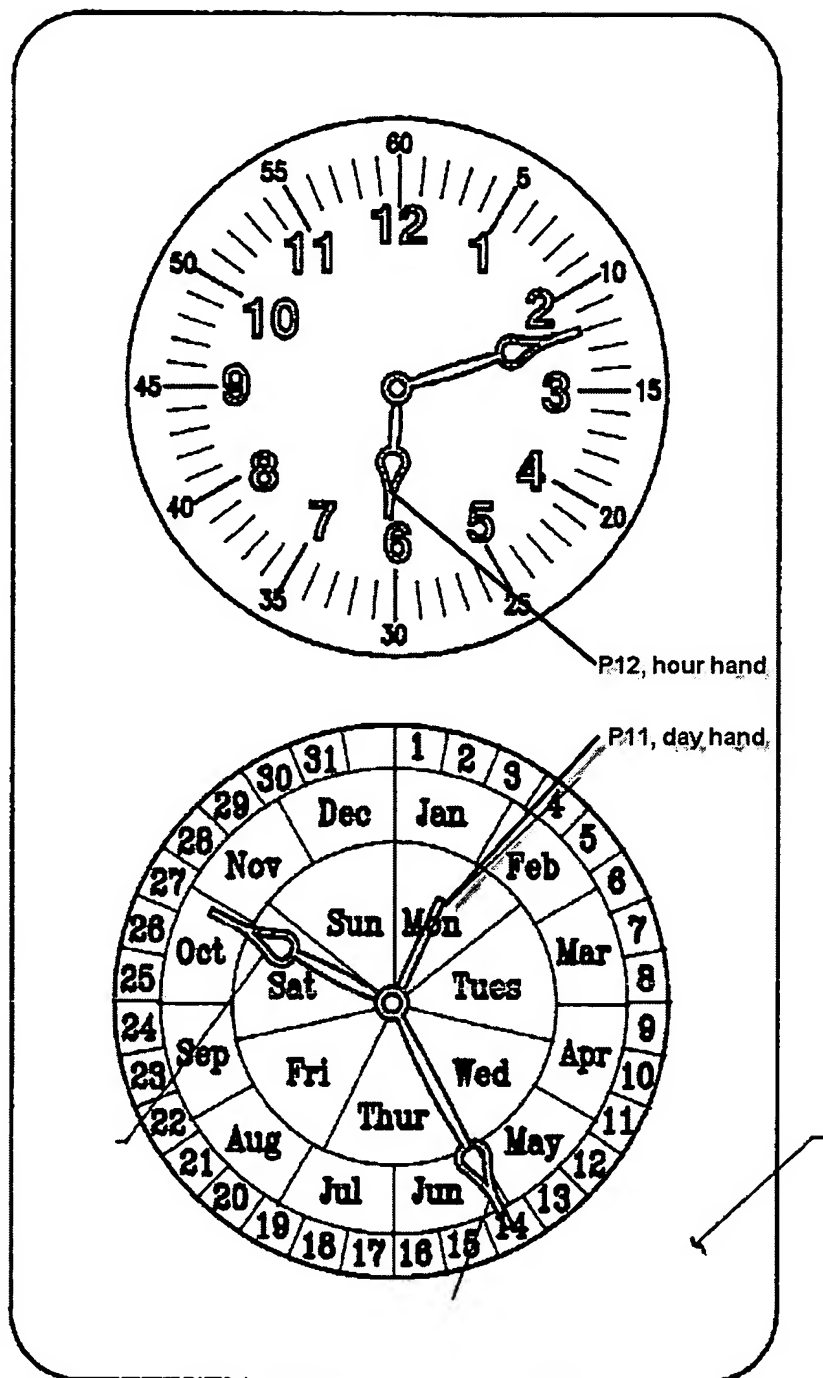 60
55 5
12
11 1
50 10
10 2
45 9 3 15
8 4
40 20
7 5
6
35 25
30
P12, hour hand
P11, day hand
31 1 2
30 3
29 Dec Jan 4
28 5
27 Nov Feb 6
26 Sun Mon 7
Oct Mar
25 Sat Tues 8
24 9
Sep Apr
23 Fri Wed 10
22 Thur 11
21 Aug May 12
20 Jul Jun 13
19 14
18 17 16 15